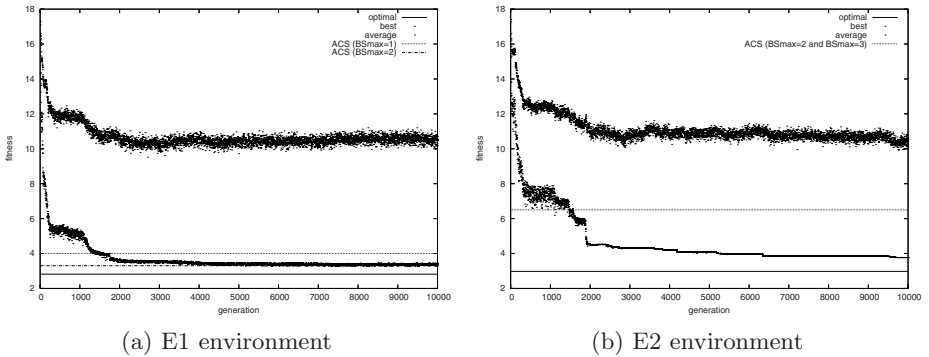 18
16
14
12
10
8
6
4
2
fitness
0 1000 2000 3000 4000 5000 6000 7000 8000 9000 10000
generation
optimal
best
average
ACS (BSmax=1)
ACS (BSmax=2)
(a) E1 environment
18
16
14
12
10
8
6
4
2
fitness
0 1000 2000 3000 4000 5000 6000 7000 8000 9000 10000
generation
optimal
best
average
ACS (BSmax=2 and BSmax=3)
(b) E2 environment